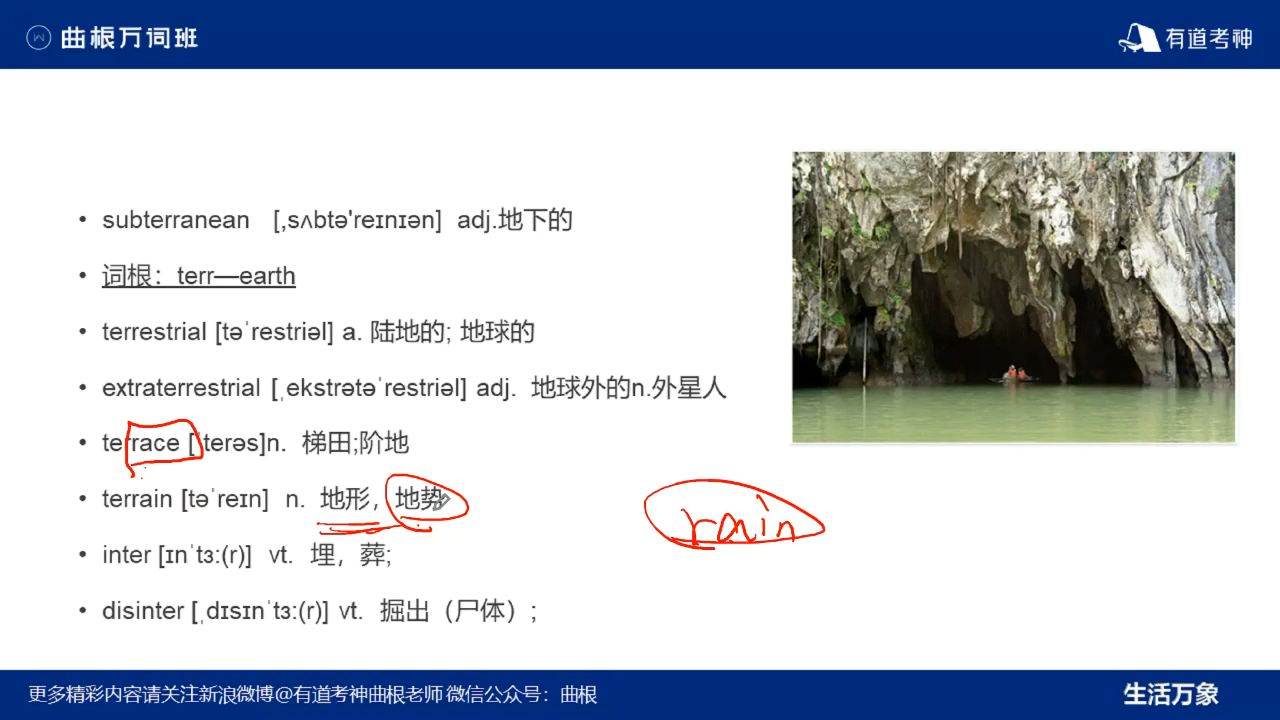 曲根万词班
有道考神
• subterranean [,sʌbtə'reɪnɪən] adj.地下的
• 词根：terr—earth
• terrestrial [təˈrestriəl] a. 陆地的; 地球的
• extraterrestrial [ˌekstrətəˈrestriəl] adj. 地球外的n.外星人
• terrace [ˈterəs]n. 梯田;阶地
• terrain [təˈreɪn] n. 地形，地势
rain
• inter [ɪnˈtɜ:(r)] vt. 埋，葬;
• disinter [ˌdɪsɪnˈtɜ:(r)] vt. 掘出（尸体）;
更多精彩内容请关注新浪微博@有道考神曲根老师 微信公众号：曲根
生活万象